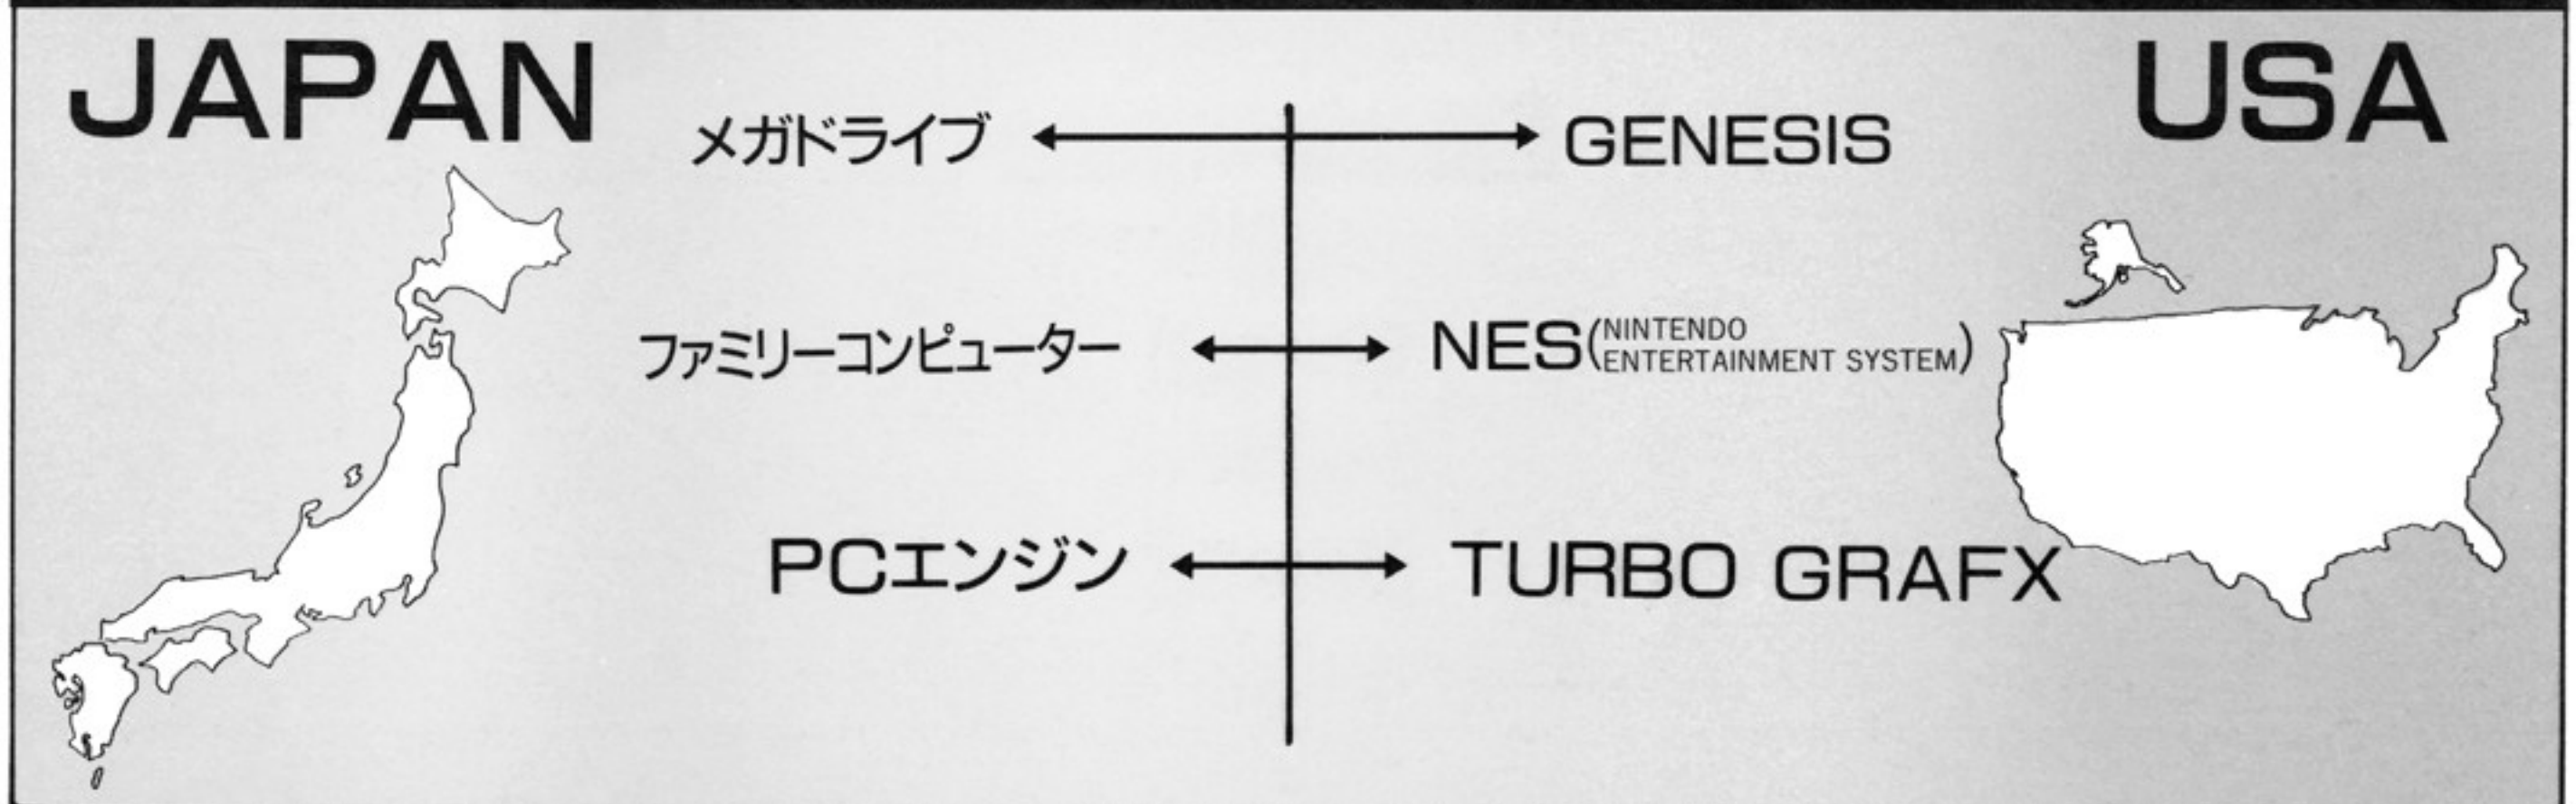 JAPAN
USA
メガドライブ
GENESIS
ファミリーコンピューター
NES(NINTENDO
ENTERTAINMENT SYSTEM)
PCエンジン
TURBO GRAFX